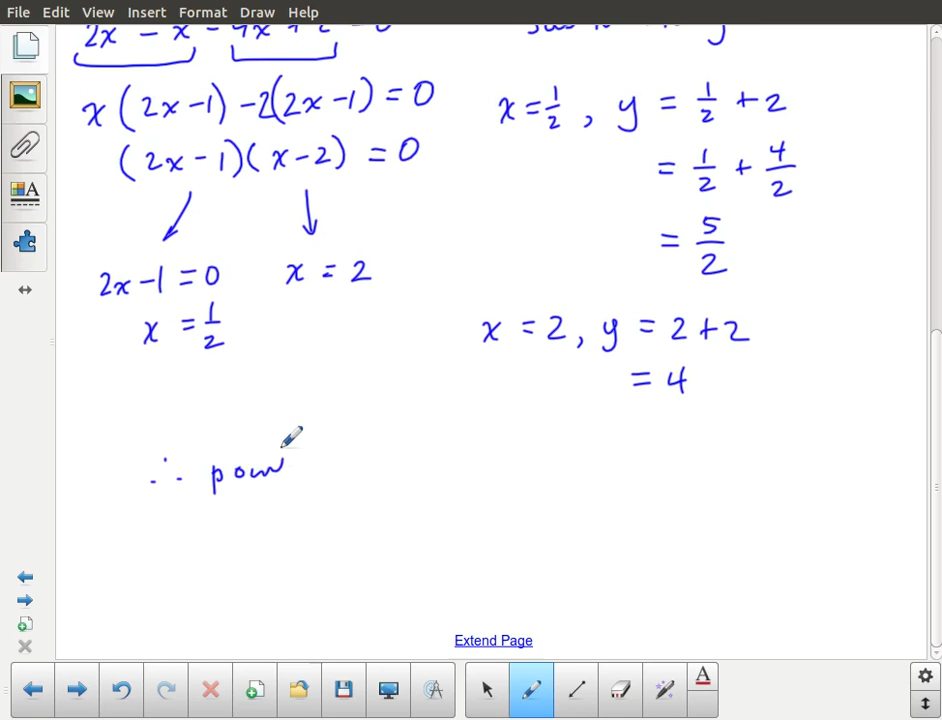 File Edit View Insert Format Draw Help
x(2x-1) -2(2x-1) = 0
(2x-1)(x-2) = 0
2x-1 = 0
x = 1/2
x = 2
x = 1/2, y = 1/2 + 2
= 1/2 + 4/2
= 5/2
x = 2, y = 2+2
= 4
∴
Extend Page
A
A